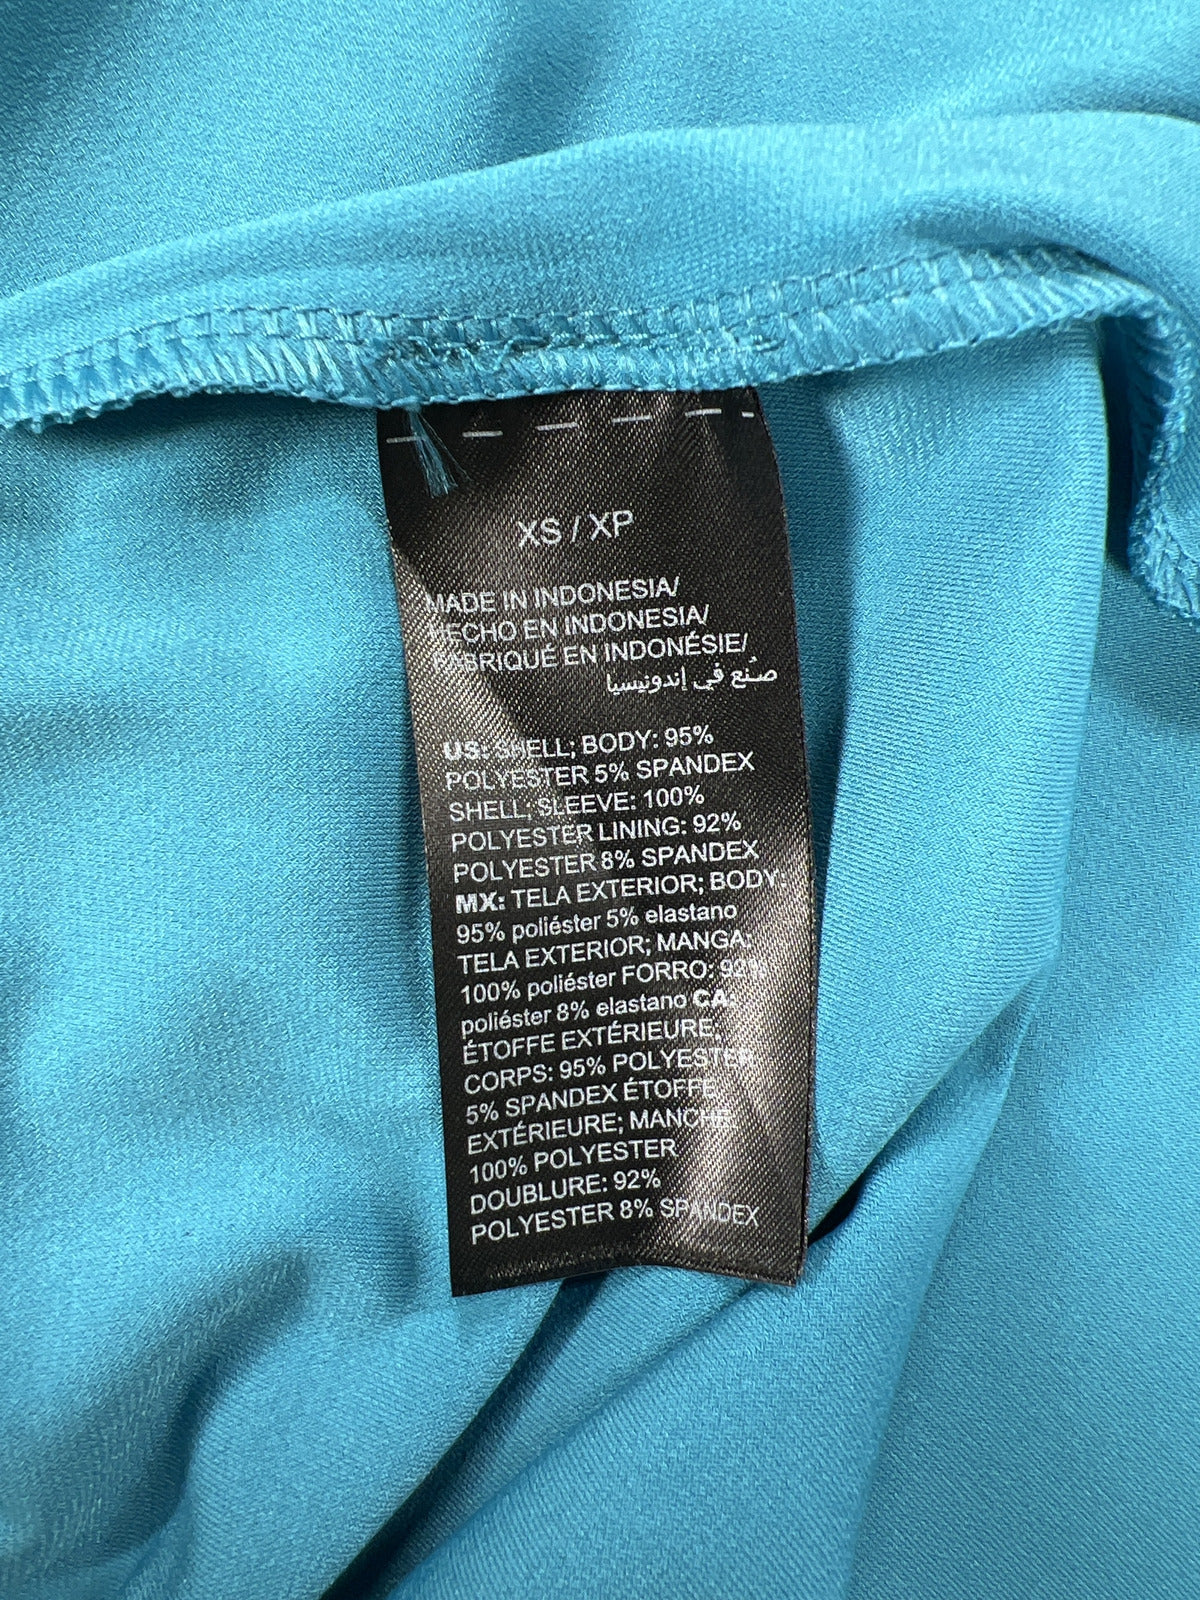 XS / XP
MADE IN INDONESIA/
HECHO EN INDONESIA/
FABRIQUÉ EN INDONÉSIE/
صُنع في إندونيسيا
US: SHELL; BODY: 95%
POLYESTER 5% SPANDEX
SHELL; SLEEVE: 100%
POLYESTER LINING: 92%
POLYESTER 8% SPANDEX
MX: TELA EXTERIOR; BODY:
95% poliéster 5% elastano
TELA EXTERIOR; MANGA:
100% poliéster FORRO: 92%
poliéster 8% elastano CA:
ÉTOFFE EXTÉRIEURE;
CORPS: 95% POLYESTER
5% SPANDEX ÉTOFFE
EXTÉRIEURE; MANCHE:
100% POLYESTER
DOUBLURE: 92%
POLYESTER 8% SPANDEX